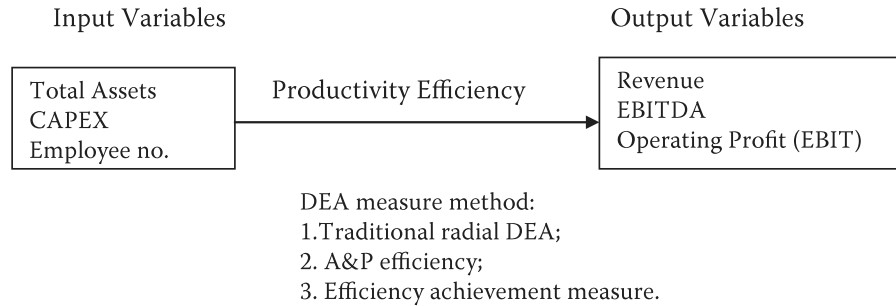 Input Variables
Output Variables
Total Assets
CAPEX
Employee no.
Productivity Efficiency
Revenue
EBITDA
Operating Profit (EBIT)
DEA measure method:
1.Traditional radial DEA;
2. A&P efficiency;
3. Efficiency achievement measure.